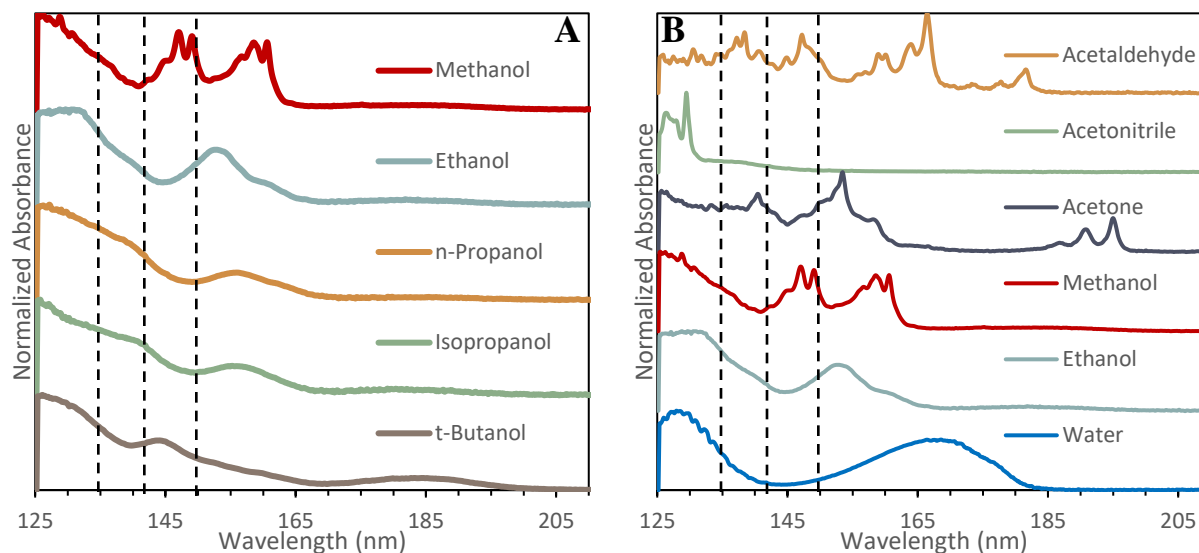 A
Normalized Absorbance
Methanol
Ethanol
n-Propanol
Isopropanol
t-Butanol
125 145 165 185 205
Wavelength (nm)
B
Normalized Absorbance
Acetaldehyde
Acetonitrile
Acetone
Methanol
Ethanol
Water
125 145 165 185 205
Wavelength (nm)